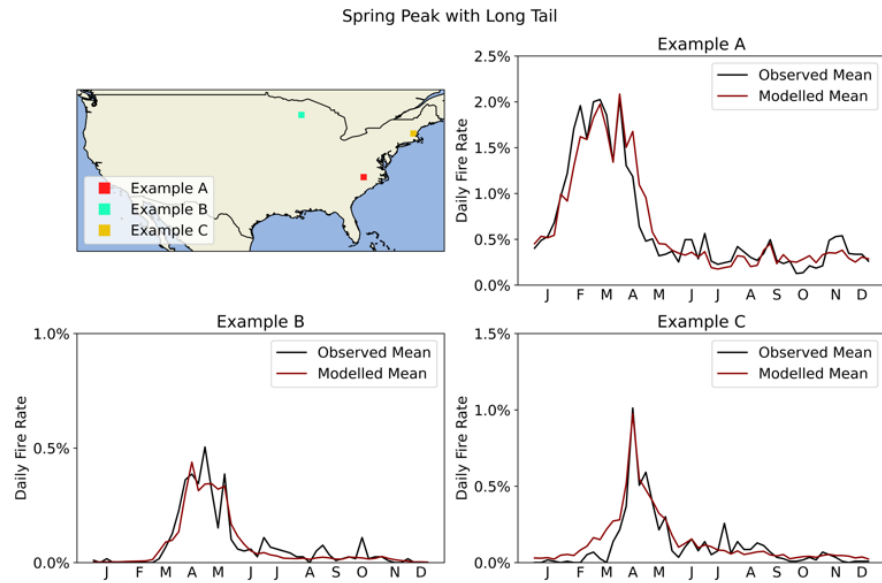 Spring Peak with Long Tail
Example A
Example B
Example C
Example A
2.5%
2.0%
1.5%
1.0%
0.5%
0.0%
Daily Fire Rate
Observed Mean
Modelled Mean
J F M A M J J A S O N D
Example B
1.0%
0.5%
0.0%
Daily Fire Rate
Observed Mean
Modelled Mean
J F M A M J J A S O N D
Example C
1.5%
1.0%
0.5%
0.0%
Daily Fire Rate
Observed Mean
Modelled Mean
J F M A M J J A S O N D